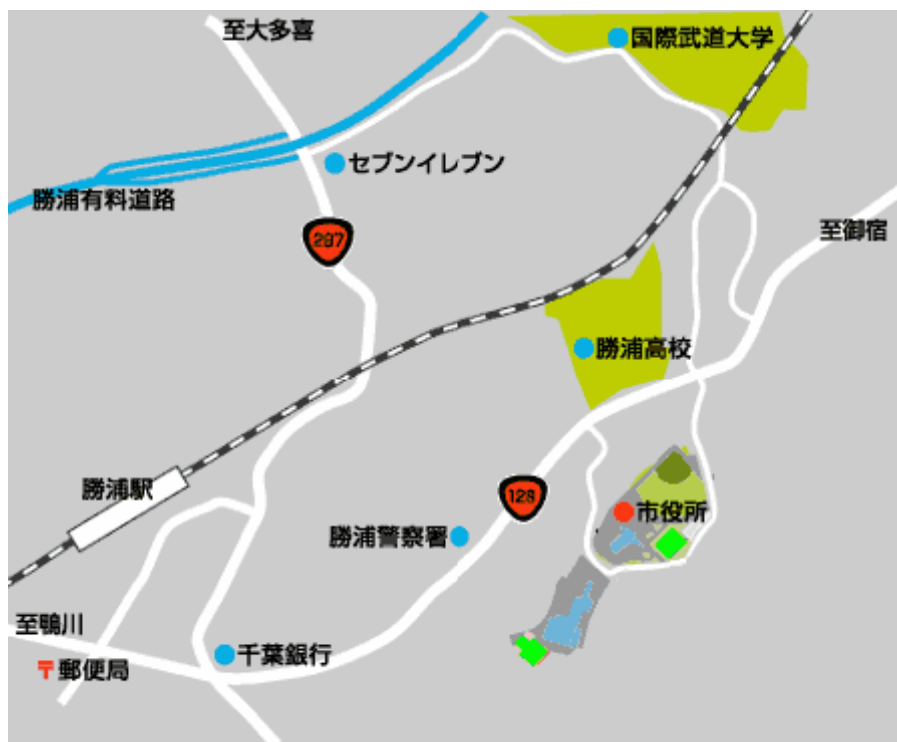 至大多喜
国際武道大学
セブンイレブン
勝浦有料道路
至御宿
297
勝浦高校
勝浦駅
128
市役所
勝浦警察署
至鴨川
千葉銀行
〒郵便局